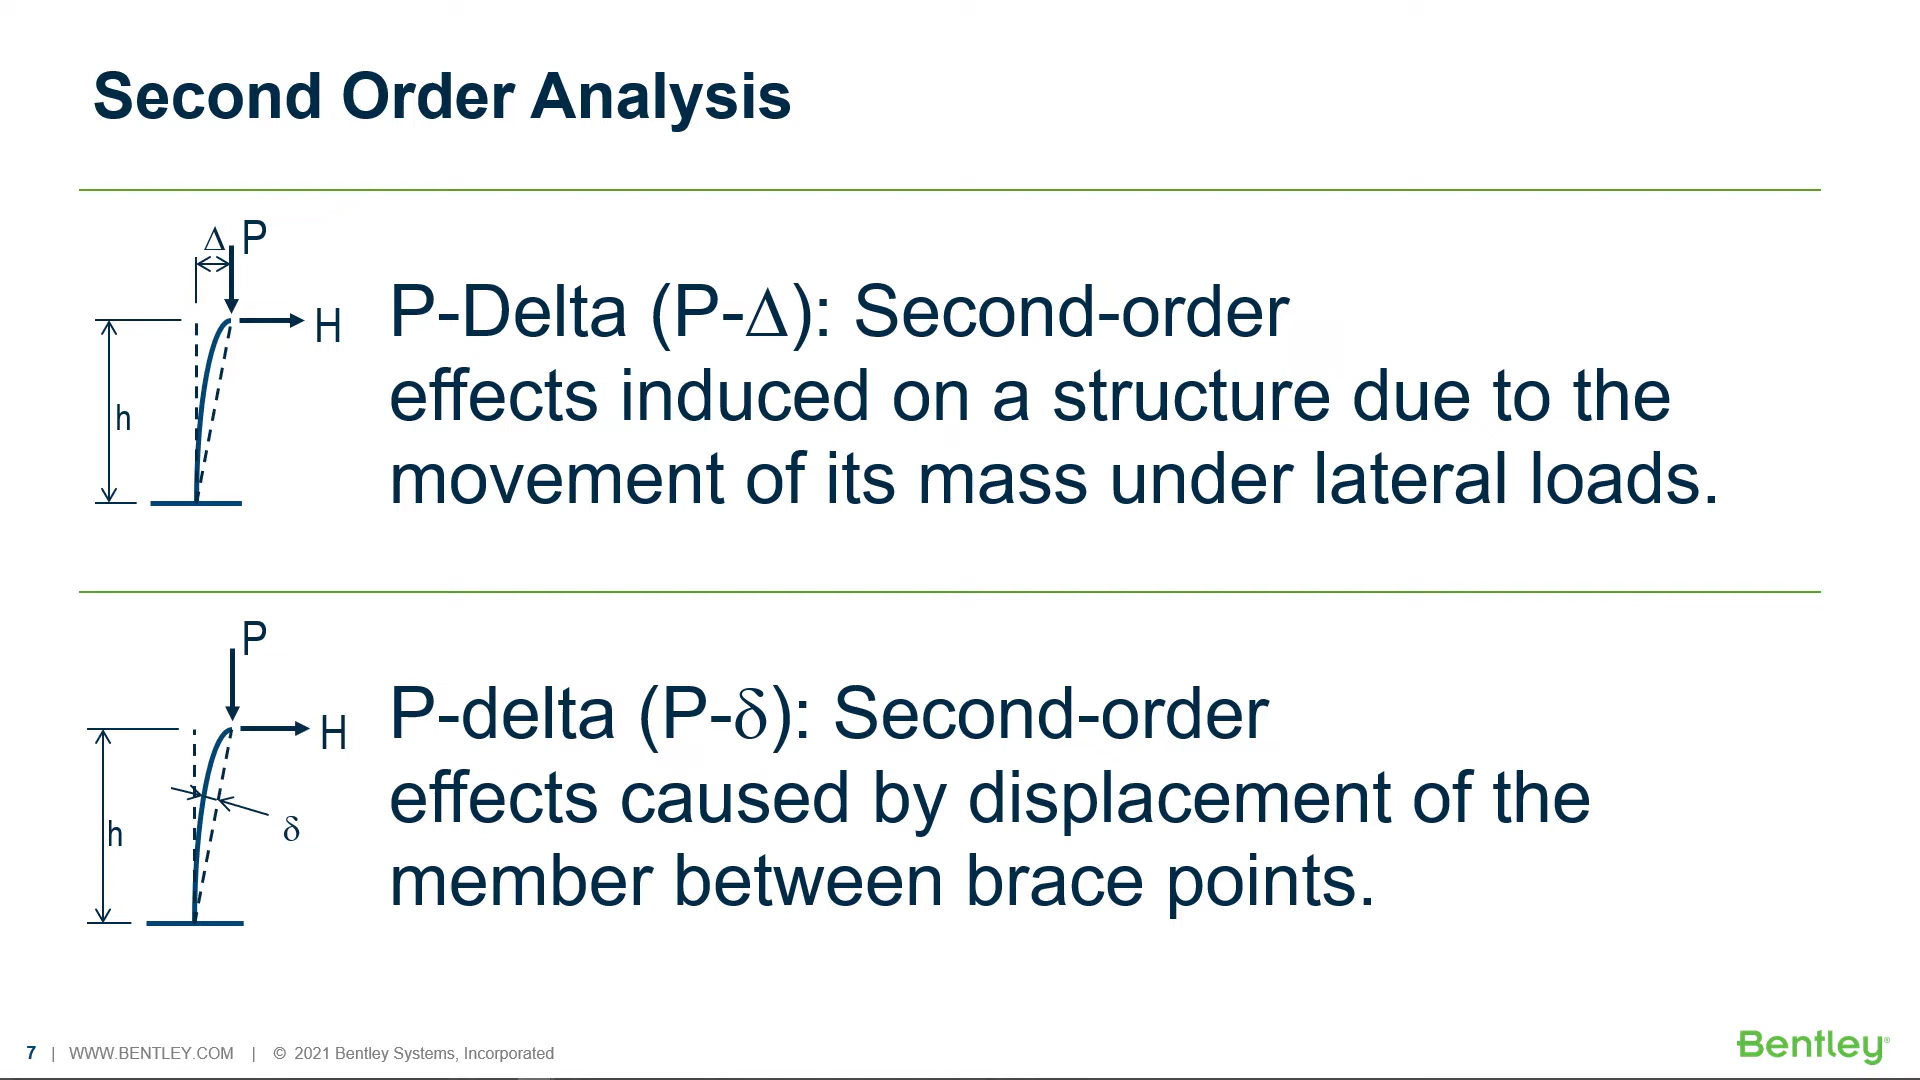 Second Order Analysis
Δ P
H
h
P-Delta (P-Δ): Second-order
effects induced on a structure due to the
movement of its mass under lateral loads.
P
H
δ
h
P-delta (P-δ): Second-order
effects caused by displacement of the
member between brace points.
7 | WWW.BENTLEY.COM | © 2021 Bentley Systems, Incorporated
Bentley®